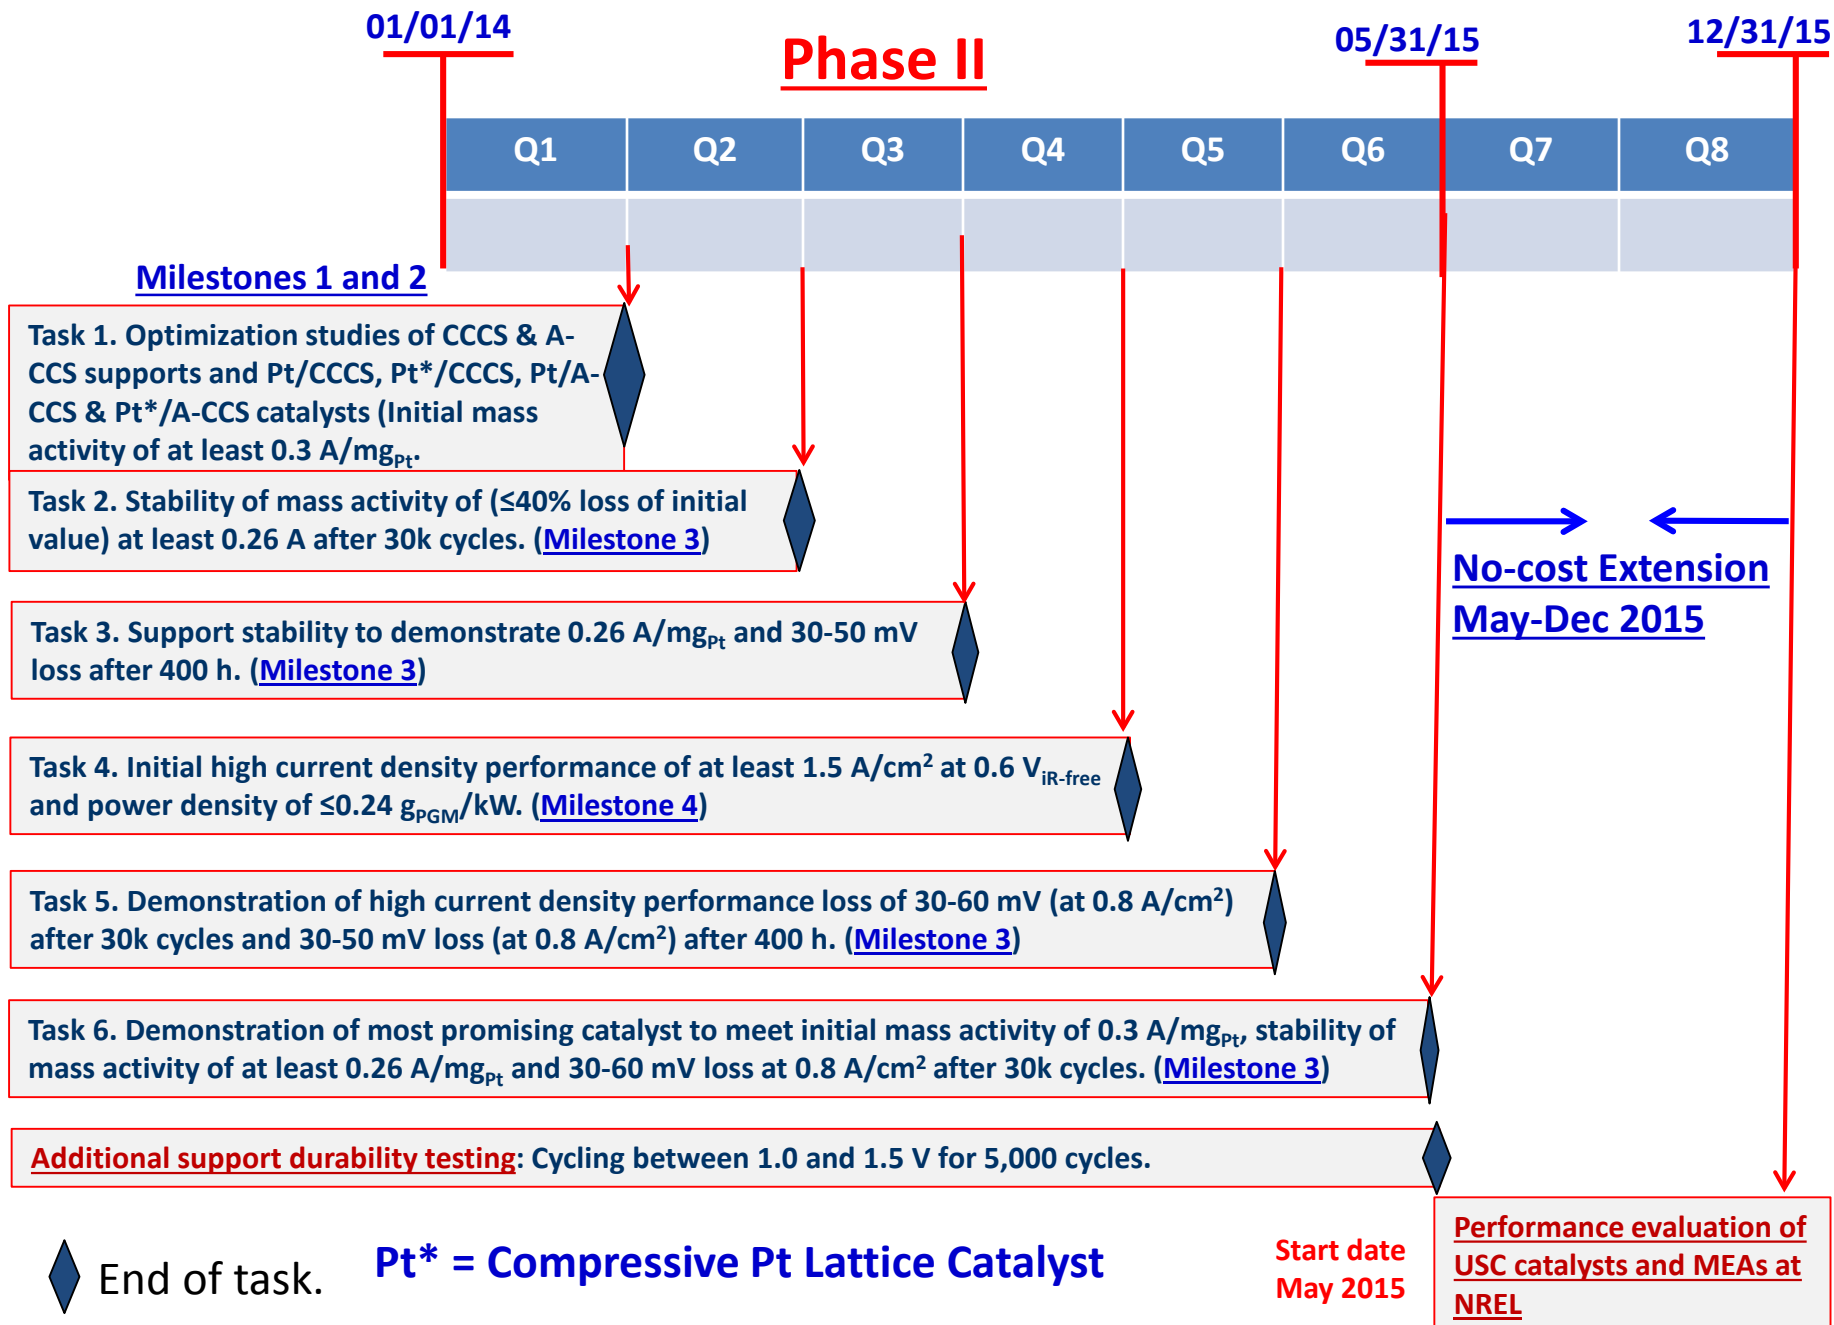 01/01/14
Phase II
05/31/15
12/31/15
Q1 Q2 Q3 Q4 Q5 Q6 Q7 Q8
Milestones 1 and 2
Task 1. Optimization studies of CCCS & A-
CCS supports and Pt/CCCS, Pt*/CCCS, Pt/A-
CCS & Pt*/A-CCS catalysts (Initial mass
activity of at least 0.3 A/mgPt.
Task 2. Stability of mass activity of (≤40% loss of initial
value) at least 0.26 A after 30k cycles. (Milestone 3)
No-cost Extension
May-Dec 2015
Task 3. Support stability to demonstrate 0.26 A/mgPt and 30-50 mV
loss after 400 h. (Milestone 3)
Task 4. Initial high current density performance of at least 1.5 A/cm² at 0.6 ViR-free
and power density of ≤0.24 gPGM/kW. (Milestone 4)
Task 5. Demonstration of high current density performance loss of 30-60 mV (at 0.8 A/cm²)
after 30k cycles and 30-50 mV loss (at 0.8 A/cm²) after 400 h. (Milestone 3)
Task 6. Demonstration of most promising catalyst to meet initial mass activity of 0.3 A/mgPt, stability of
mass activity of at least 0.26 A/mgPt and 30-60 mV loss at 0.8 A/cm² after 30k cycles. (Milestone 3)
Additional support durability testing: Cycling between 1.0 and 1.5 V for 5,000 cycles.
End of task.
Pt* = Compressive Pt Lattice Catalyst
Start date
May 2015
Performance evaluation of
USC catalysts and MEAs at
NREL